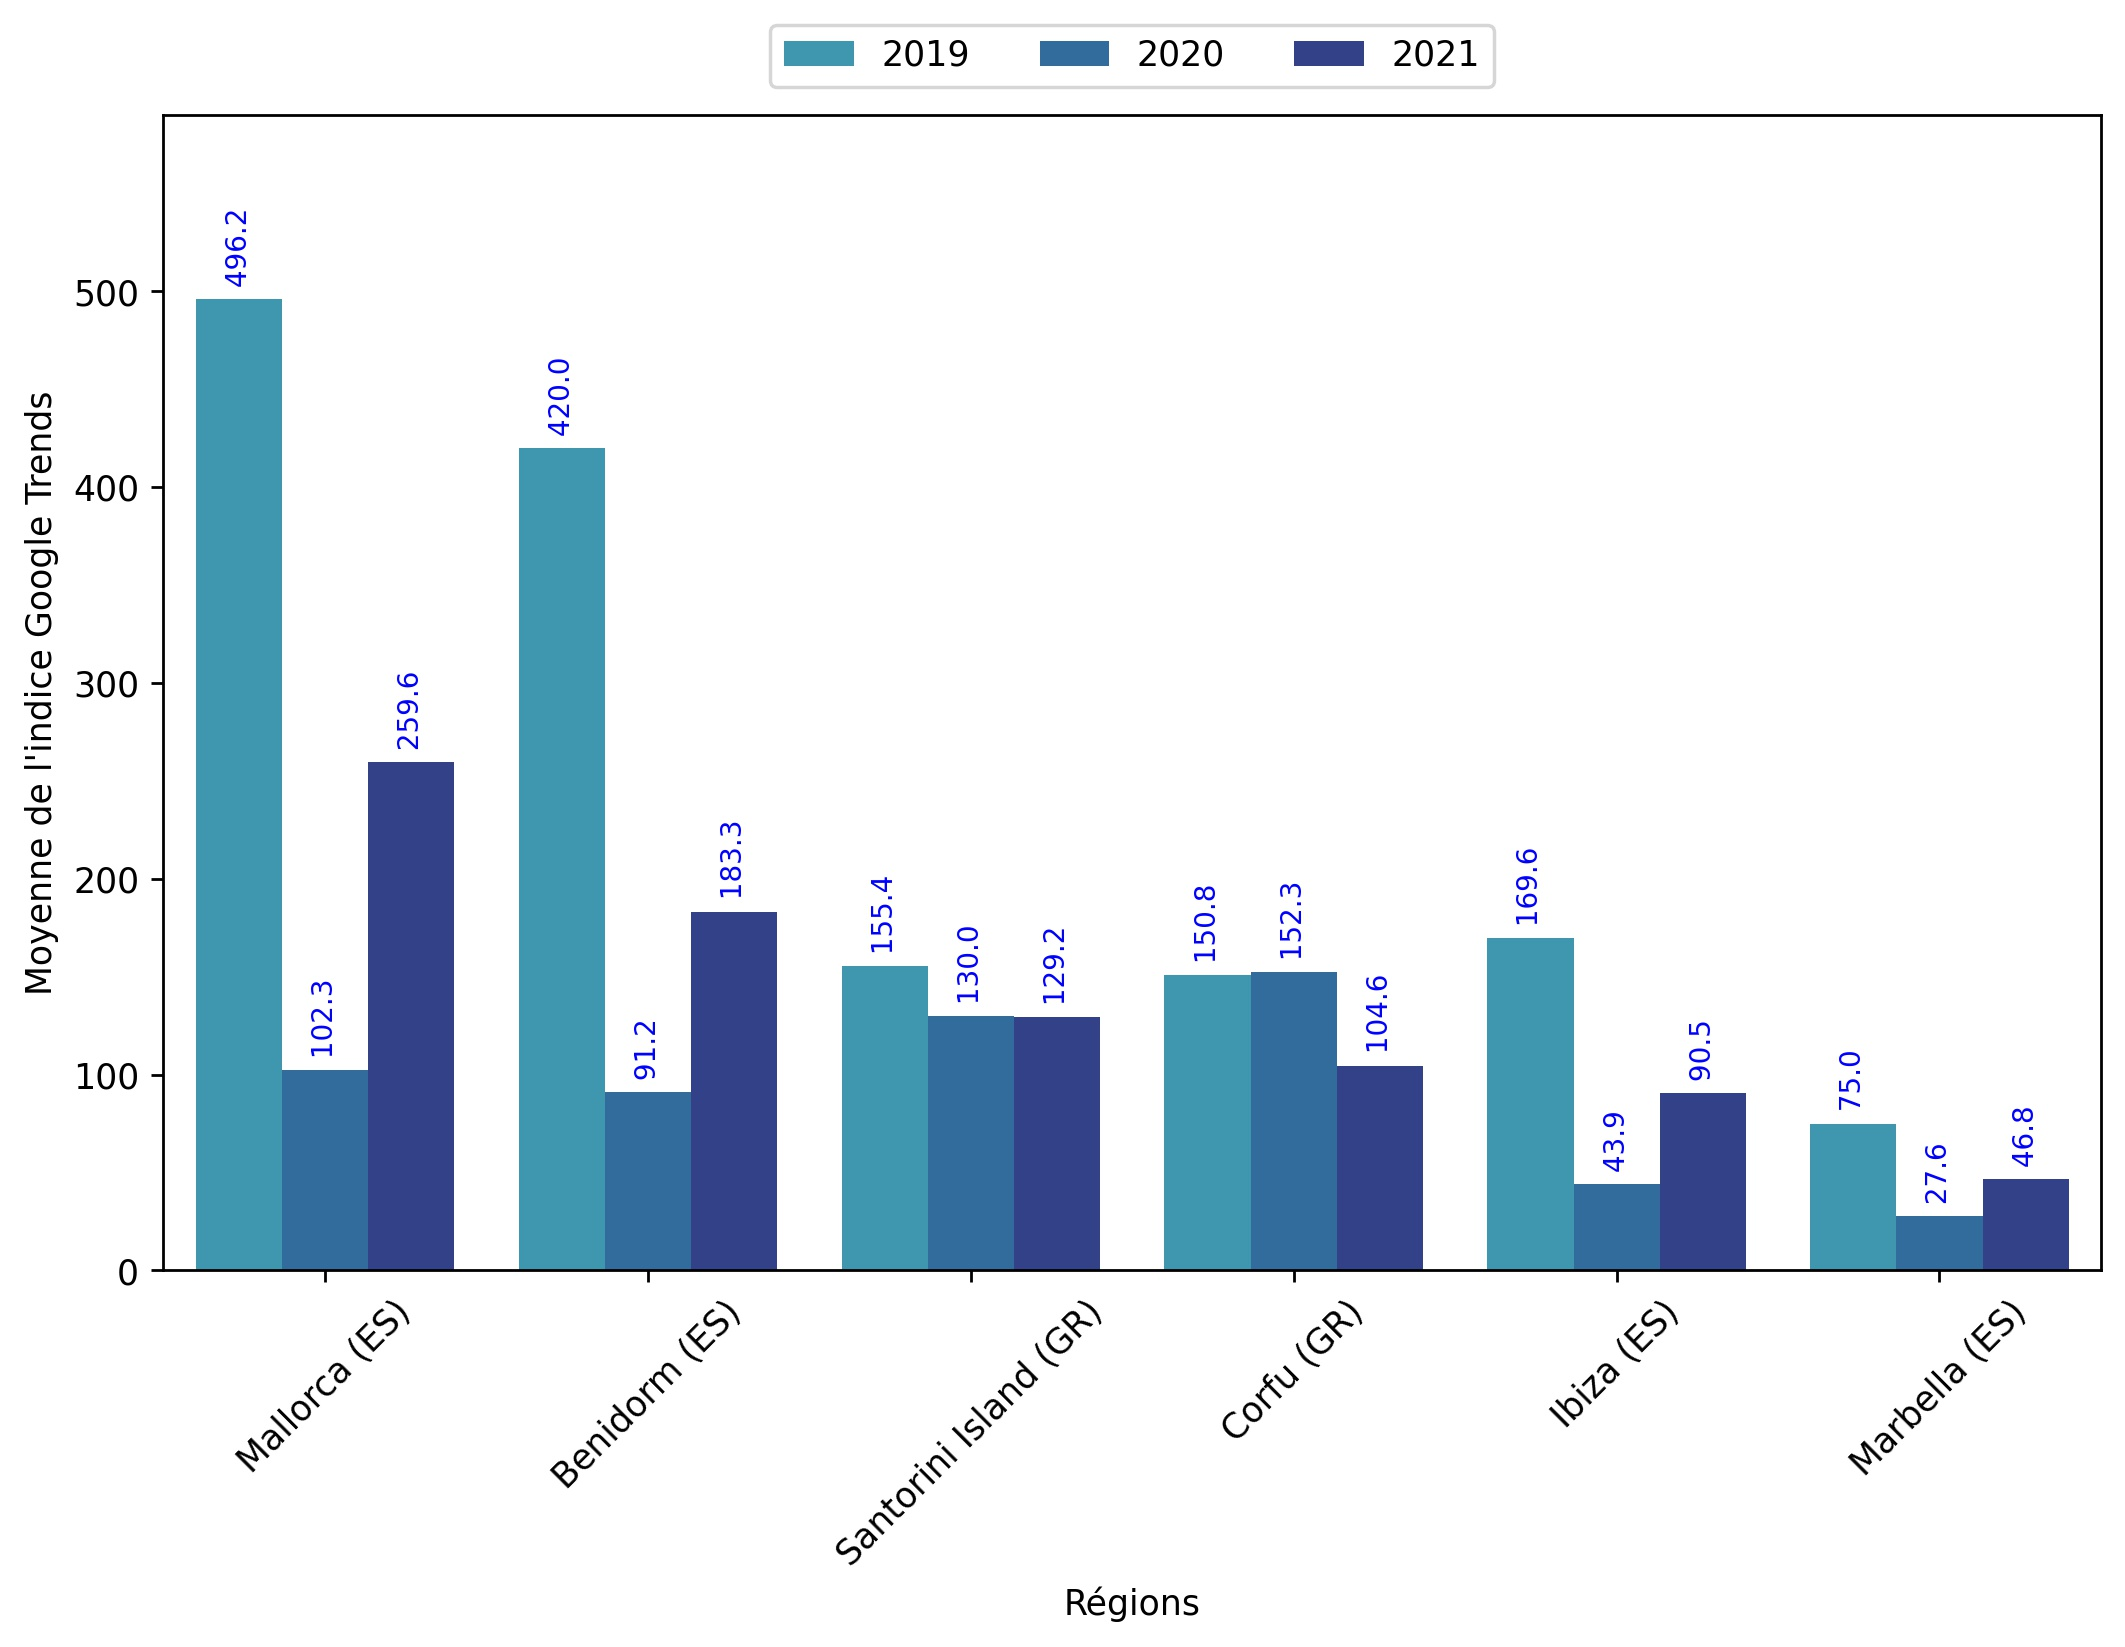 2019 2020 2021
Moyenne de l'indice Google Trends
500
400
300
200
100
0
496.2
102.3
259.6
420.0
91.2
183.3
155.4
130.0
129.2
150.8
152.3
104.6
169.6
43.9
90.5
75.0
27.6
46.8
Malllorca (ES)
Benidorm (ES)
Santorini Island (GR)
Corfu (GR)
Ibiza (ES)
Marbella (ES)
Régions